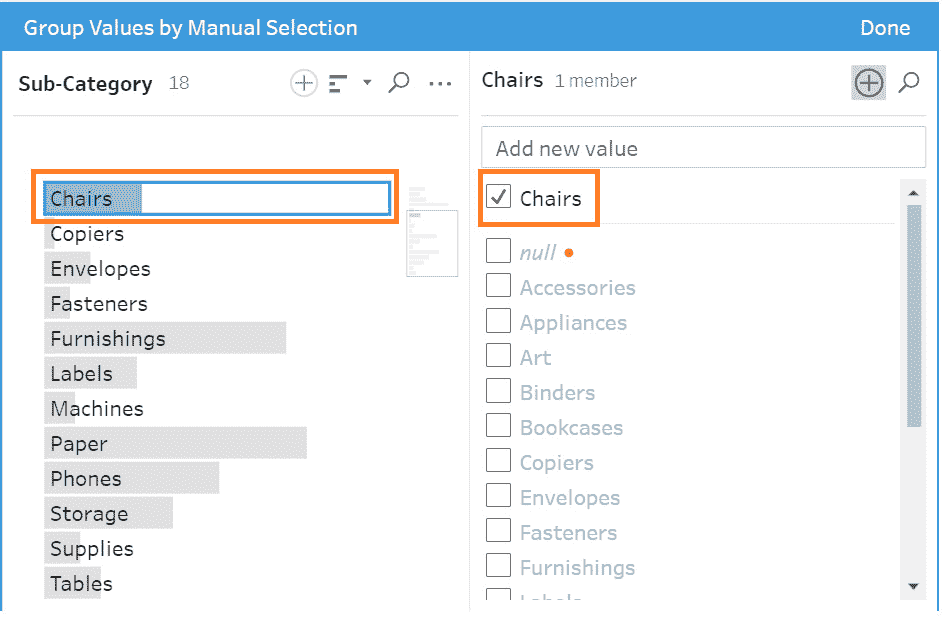 Group Values by Manual Selection Done
Sub-Category 18
Chairs 1 member
Add new value
Chairs
Copiers
Envelopes
Fasteners
Furnishings
Labels
Machines
Paper
Phones
Storage
Supplies
Tables
Chairs
null
Accessories
Appliances
Art
Binders
Bookcases
Copiers
Envelopes
Fasteners
Furnishings
Labels